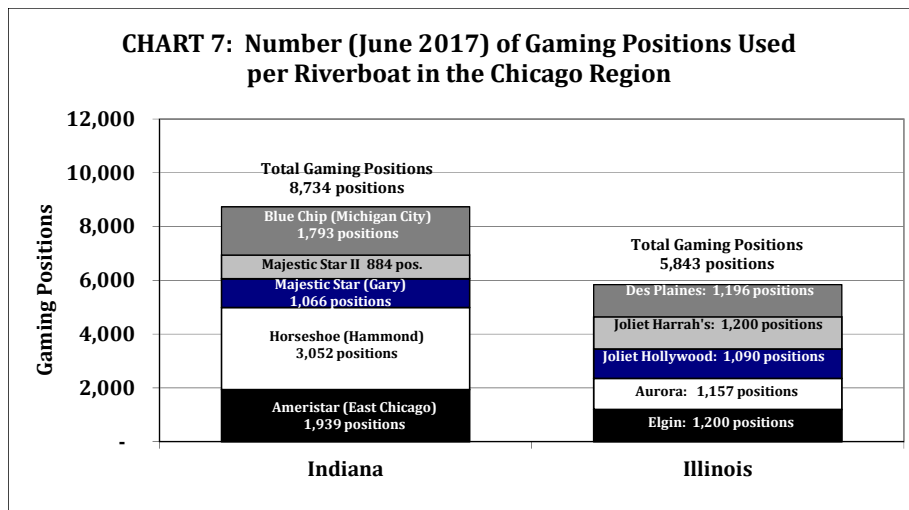 CHART 7:  Number (June 2017) of Gaming Positions Used
per Riverboat in the Chicago Region
Gaming Positions
12,000
10,000
8,000
6,000
4,000
2,000
-
Total Gaming Positions
8,734 positions
Blue Chip (Michigan City)
1,793 positions
Majestic Star II  884 pos.
Majestic Star (Gary)
1,066 positions
Horseshoe (Hammond)
3,052 positions
Ameristar (East Chicago)
1,939 positions
Total Gaming Positions
5,843 positions
Des Plaines:  1,196 positions
Joliet Harrah's:  1,200 positions
Joliet Hollywood:  1,090 positions
Aurora:   1,157 positions
Elgin:  1,200 positions
Indiana
Illinois